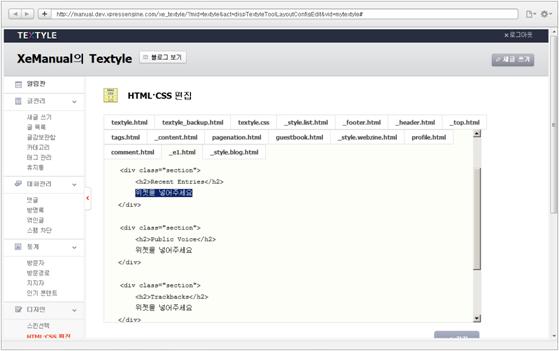 http://manual.dev.xpressensine.com/xe_textyle/?mid=textyle&act=dispTextyleToolLayoutConfigEdit&vid=mytextyle#
TEXTYLE
×로그아웃
XeManual의 Textyle
블로그 보기
새글 쓰기
알림판
글관리
새글 쓰기
글 목록
글감보관함
카테고리
태그 관리
휴지통
대화관리
댓글
방명록
엮인글
스팸 차단
통계
방문자
방문경로
지지자
인기 콘텐트
디자인
스킨선택
HTML·CSS 편집
HTML·CSS 편집
textyle.html textyle_backup.html textyle.css _style.list.html _footer.html _header.html _top.html
tags.html _content.html pagenation.html guestbook.html _style.webzine.html profile.html
comment.html _e1.html _style.blog.html
<div class="section">
<h2>Recent Entries</h2>
위젯를 넣어주세요
</div>
<div class="section">
<h2>Public Voice</h2>
위젯를 넣어주세요
</div>
<div class="section">
<h2>Trackbacks</h2>
위젯를 넣어주세요
</div>